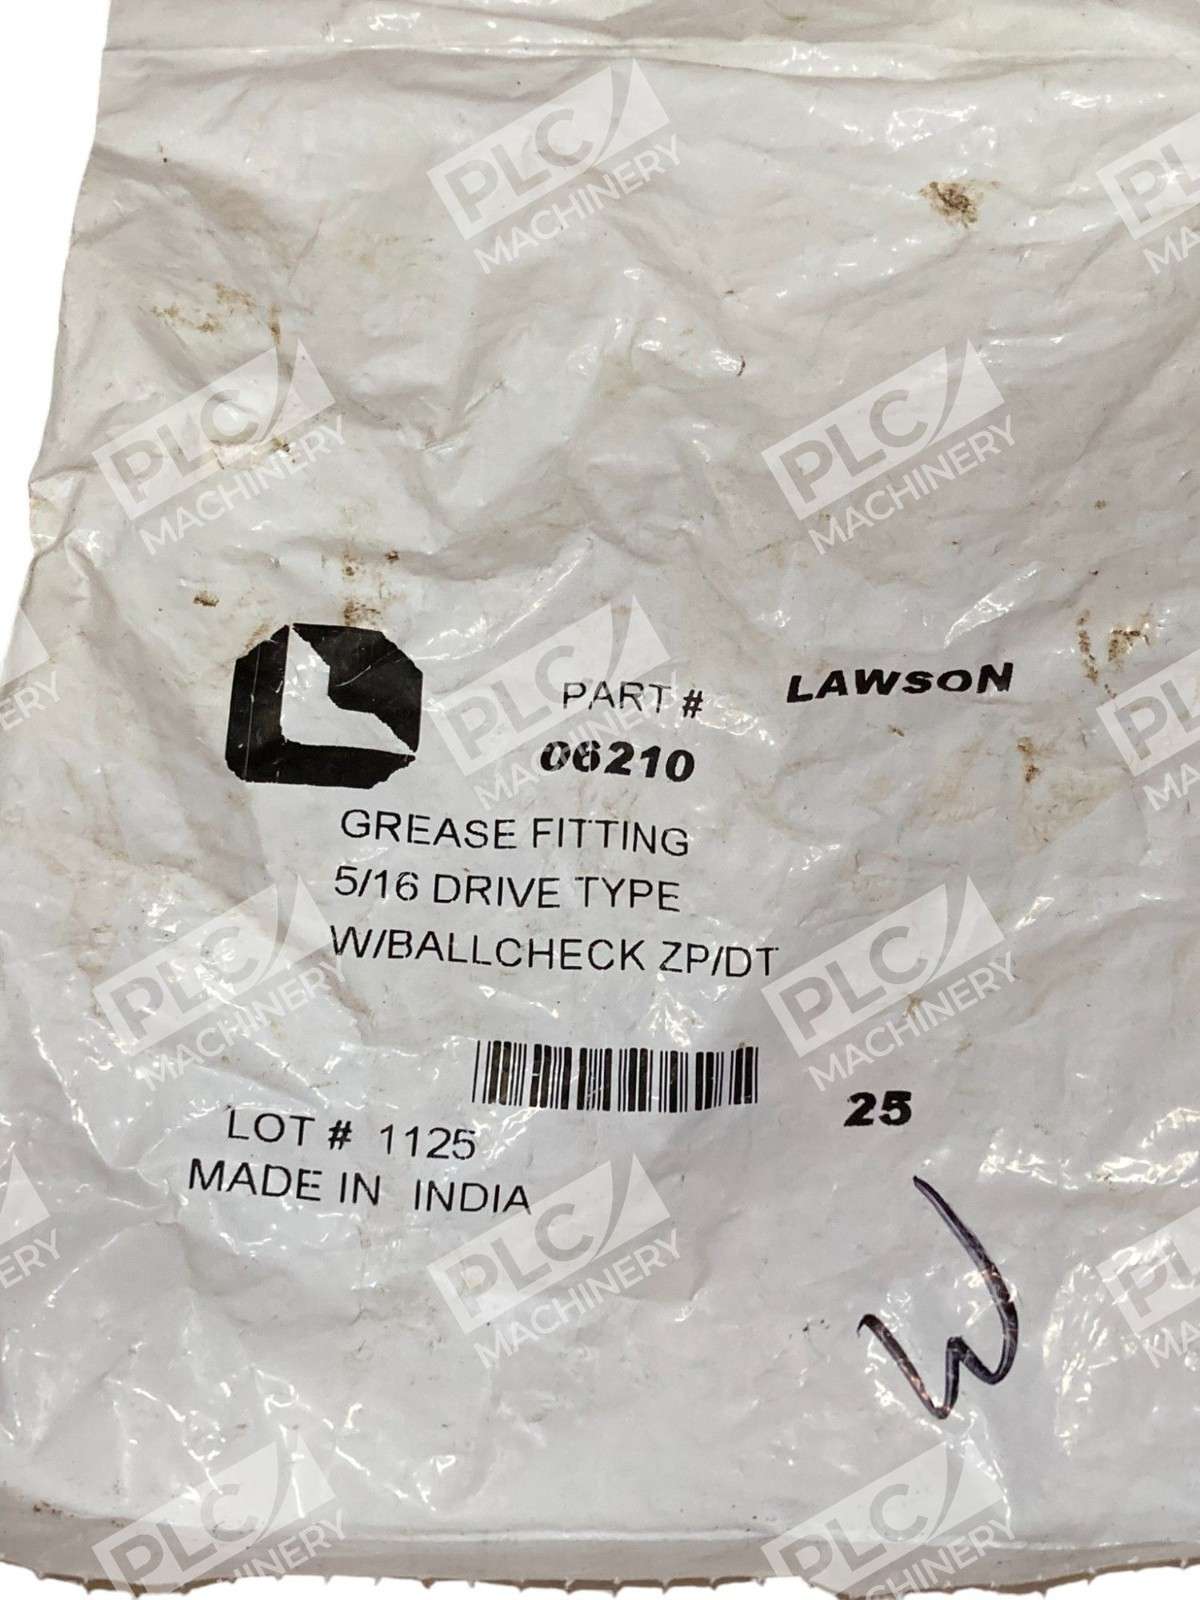 PART # LAWSON
06210
GREASE FITTING
5/16 DRIVE TYPE
W/BALLCHECK ZP/DT
25
LOT # 1125
MADE IN INDIA
W
PLC MACHINERY